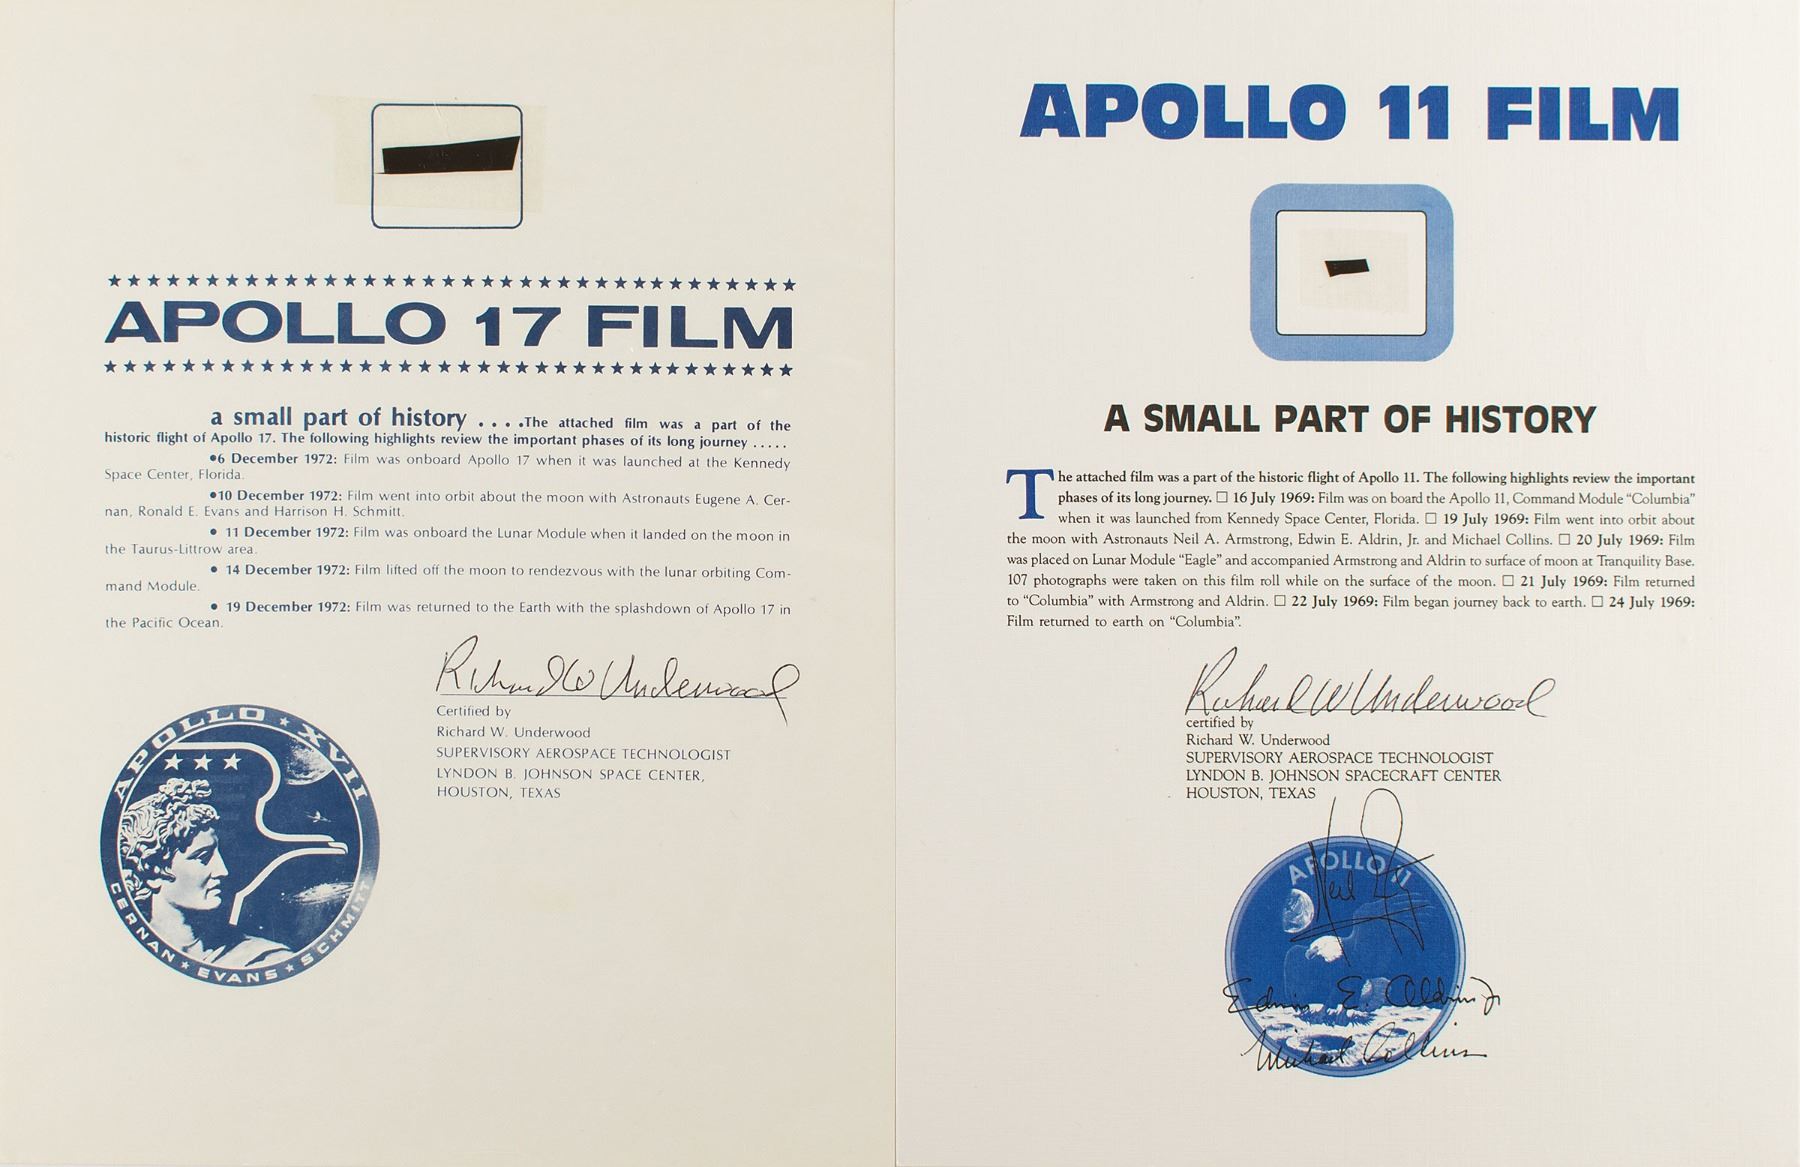 APOLLO 17 FILM
a small part of history . . . .The attached film was a part of the
historic flight of Apollo 17. The following highlights review the important phases of its long journey . . . . .
•6 December 1972: Film was onboard Apollo 17 when it was launched at the Kennedy
Space Center, Florida.
•10 December 1972: Film went into orbit about the moon with Astronauts Eugene A. Cer-
nan, Ronald E. Evans and Harrison H. Schmitt.
• 11 December 1972: Film was onboard the Lunar Module when it landed on the moon in
the Taurus-Littrow area.
• 14 December 1972: Film lifted off the moon to rendezvous with the lunar orbiting Com-
mand Module.
• 19 December 1972: Film was returned to the Earth with the splashdown of Apollo 17 in
the Pacific Ocean.
Richard W Underwood
Certified by
Richard W. Underwood
SUPERVISORY AEROSPACE TECHNOLOGIST
LYNDON B. JOHNSON SPACE CENTER,
HOUSTON, TEXAS
APOLLO XVII
CERNAN EVANS SCHMITT
APOLLO 11 FILM
A SMALL PART OF HISTORY
The attached film was a part of the historic flight of Apollo 11. The following highlights review the important
phases of its long journey. □ 16 July 1969: Film was on board the Apollo 11, Command Module “Columbia”
when it was launched from Kennedy Space Center, Florida. □ 19 July 1969: Film went into orbit about
the moon with Astronauts Neil A. Armstrong, Edwin E. Aldrin, Jr. and Michael Collins. □ 20 July 1969: Film
was placed on Lunar Module “Eagle” and accompanied Armstrong and Aldrin to surface of moon at Tranquility Base.
107 photographs were taken on this film roll while on the surface of the moon. □ 21 July 1969: Film returned
to “Columbia” with Armstrong and Aldrin. □ 22 July 1969: Film began journey back to earth. □ 24 July 1969:
Film returned to earth on “Columbia”.
Richard W Underwood
certified by
Richard W. Underwood
SUPERVISORY AEROSPACE TECHNOLOGIST
LYNDON B. JOHNSON SPACECRAFT CENTER
HOUSTON, TEXAS
APOLLO 11
Neil
Edwin E. Aldrin Jr
Michael Collins